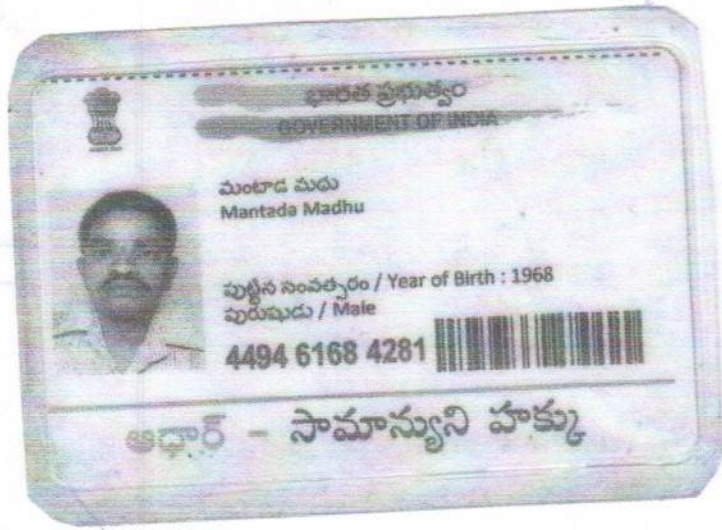 భారత ప్రభుత్వం
GOVERNMENT OF INDIA
మంటాడ మధు
Mantada Madhu
పుట్టిన సంవత్సరం / Year of Birth : 1968
పురుషుడు / Male
4494 6168 4281
ఆధార్ - సామాన్యుని హక్కు